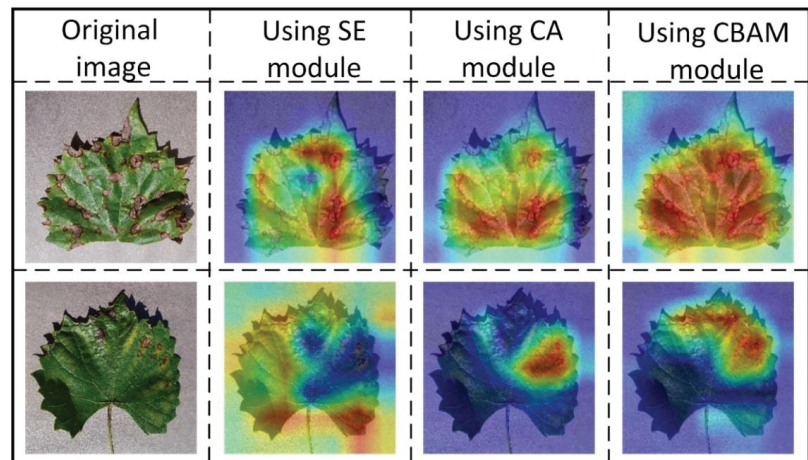 Original image
Using SE module
Using CA module
Using CBAM module